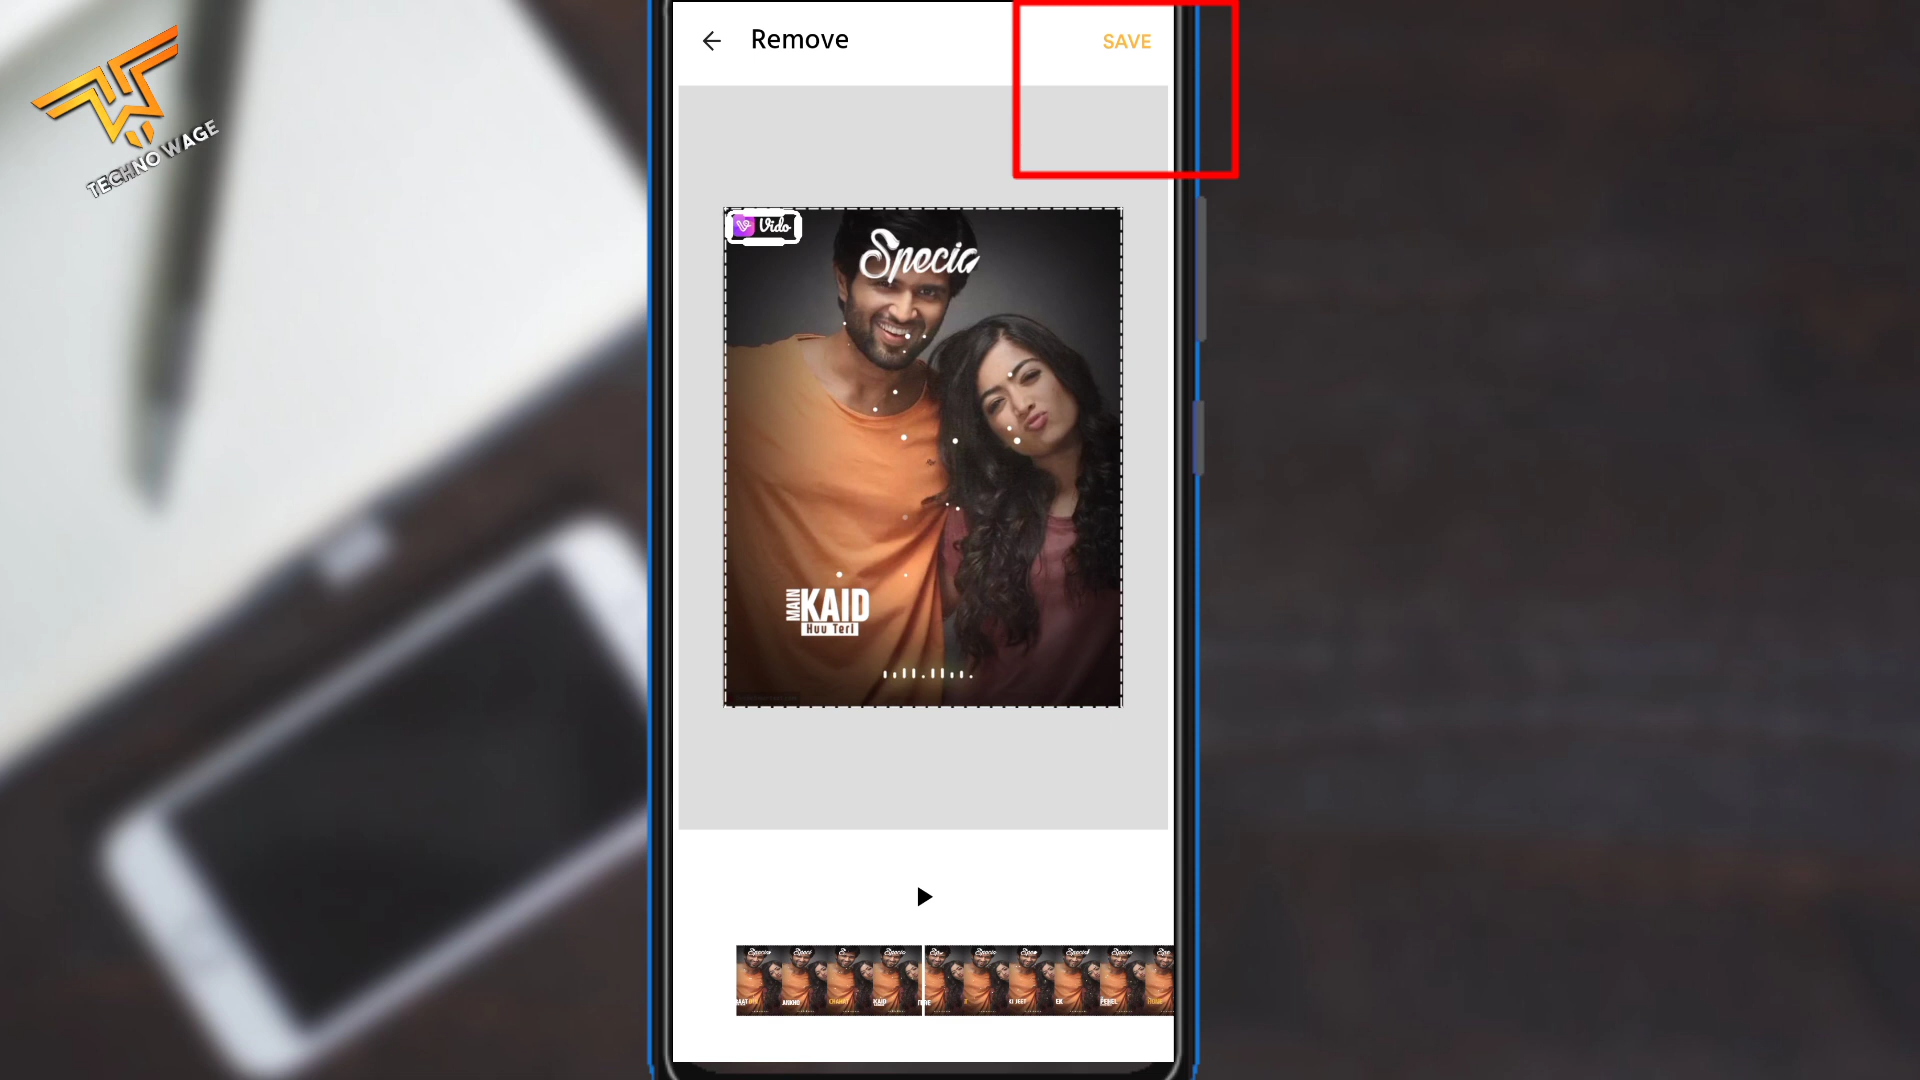 Remove
SAVE
TECHNO WAGE
Vido
Specia
MAIN
KAID
Huu Teri